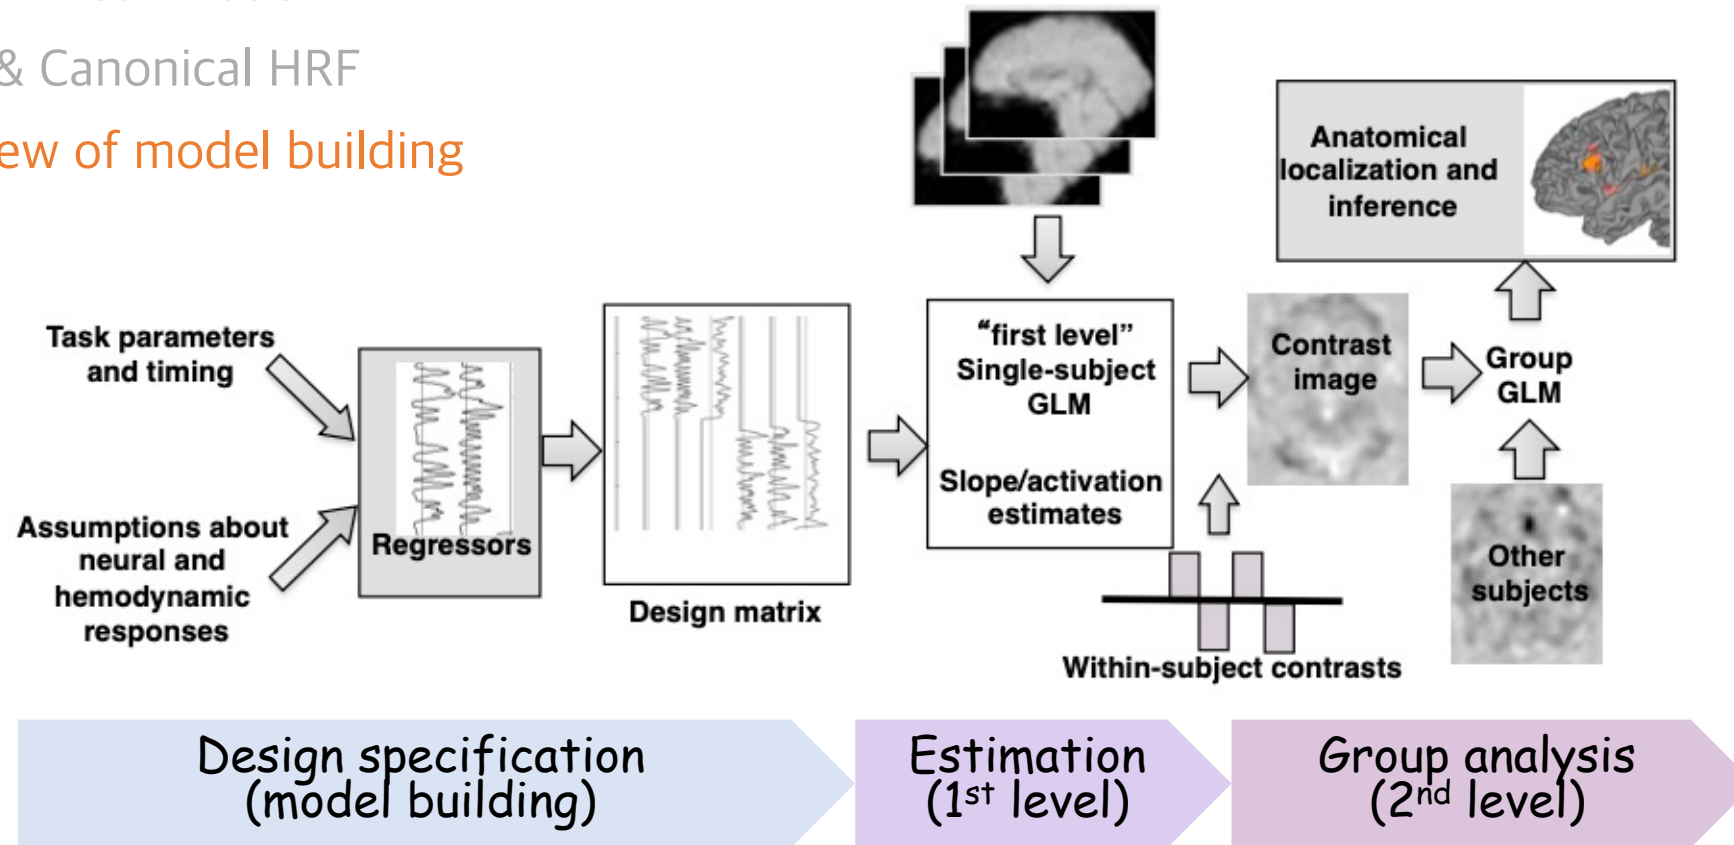 & Canonical HRF
ew of model building
Task parameters
and timing
Assumptions about
neural and
hemodynamic
responses
Regressors
Design matrix
“first level”
Single-subject
GLM
Slope/activation
estimates
Within-subject contrasts
Contrast
image
Group
GLM
Other
subjects
Anatomical
localization and
inference
Design specification
(model building)
Estimation
(1st level)
Group analysis
(2nd level)